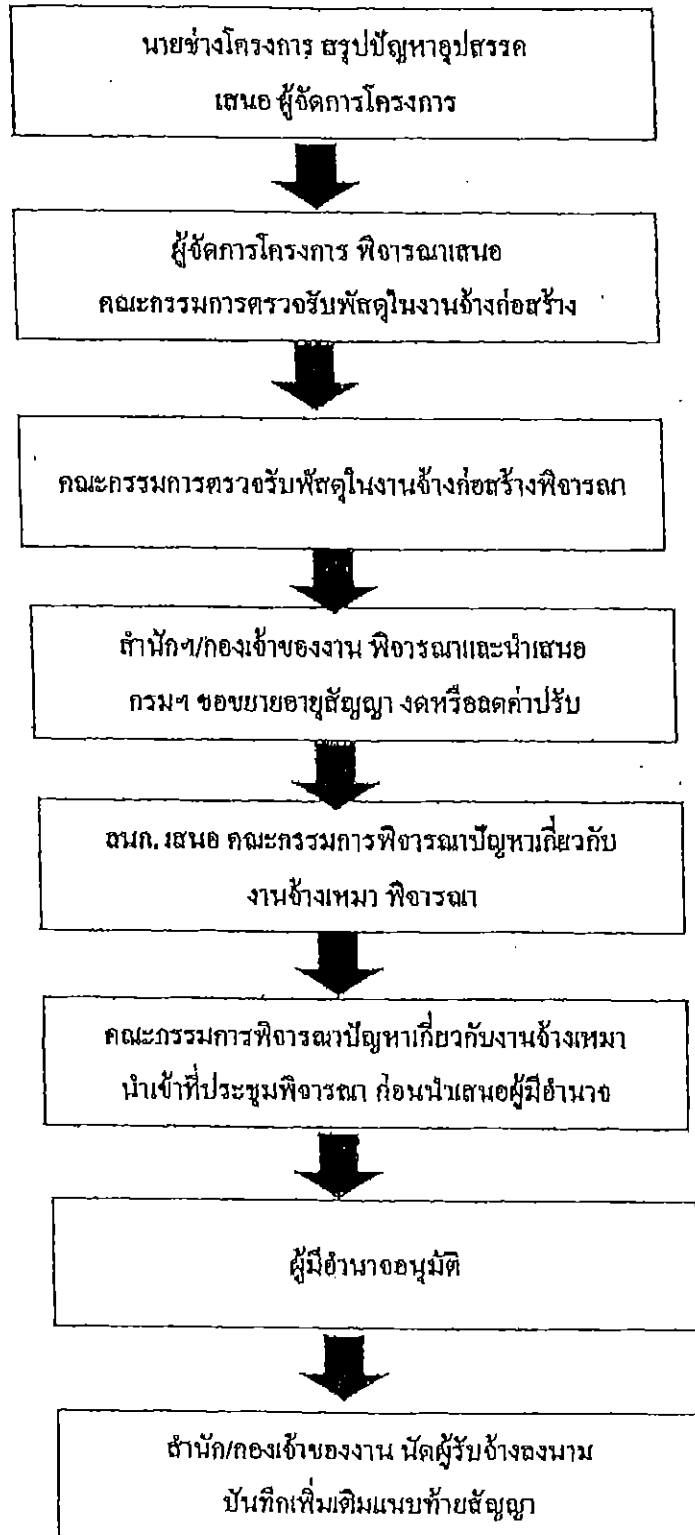 นายช่างโครงการ สรุปปัญหาอุปสรรค
เสนอ ผู้จัดการโครงการ
ผู้จัดการโครงการ พิจารณาเสนอ
คณะกรรมการตรวจรับพัสดุในงานจ้างก่อสร้าง
คณะกรรมการตรวจรับพัสดุในงานจ้างก่อสร้างพิจารณา
สำนักฯ/กองเจ้าของงาน พิจารณาและนำเสนอ
กรมฯ ขอขยายอายุสัญญา งดหรือลดค่าปรับ
สนก. เสนอ คณะกรรมการพิจารณาปัญหาเกี่ยวกับ
งานจ้างเหมา พิจารณา
คณะกรรมการพิจารณาปัญหาเกี่ยวกับงานจ้างเหมา
นำเข้าที่ประชุมพิจารณา ก่อนนำเสนอผู้มีอำนาจ
ผู้มีอำนาจอนุมัติ
สำนัก/กองเจ้าของงาน นัดผู้รับจ้างลงนาม
บันทึกเพิ่มเติมแนบท้ายสัญญา